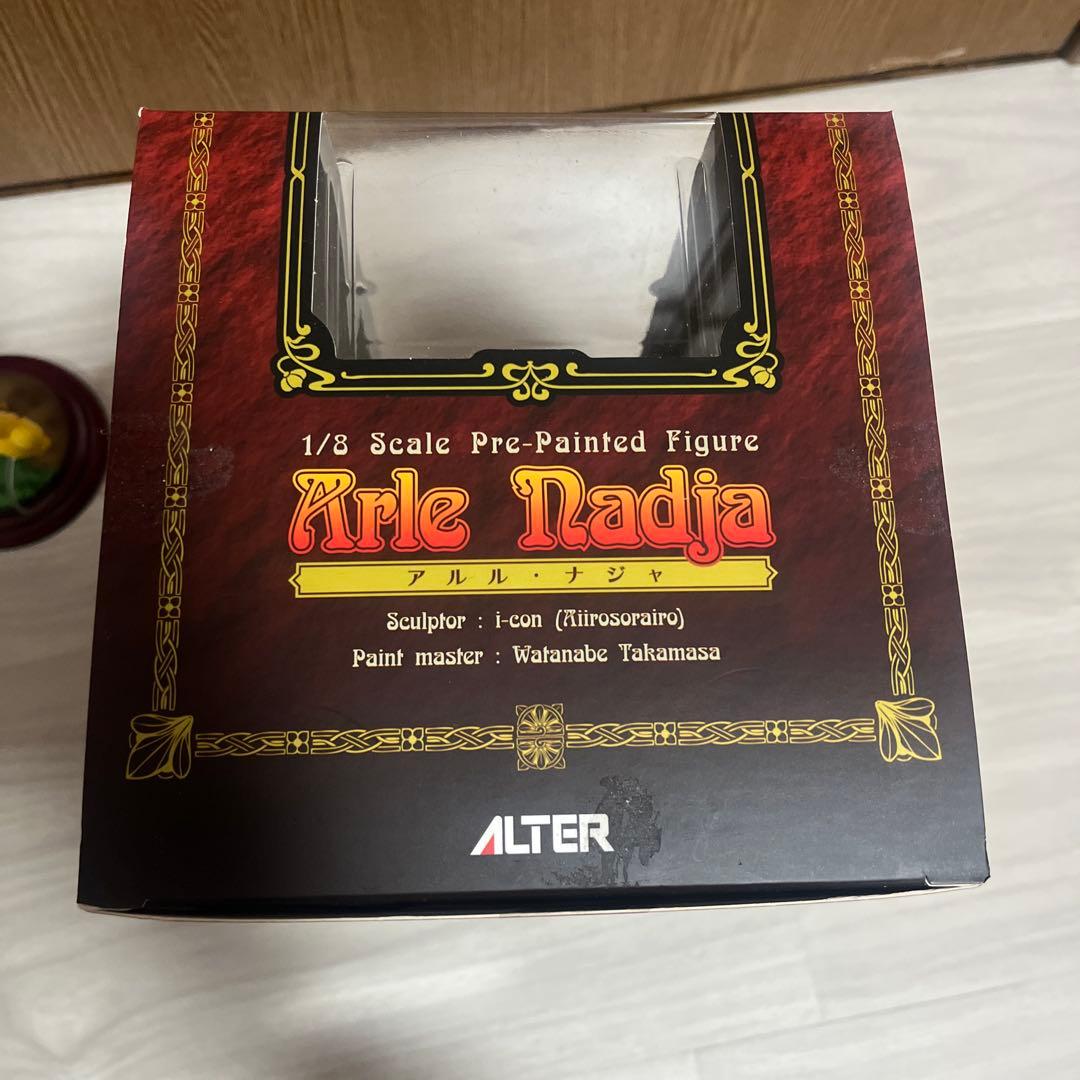 1/8 Scale Pre-Painted Figure
Arle Nadja
アルル・ナジャ
Sculptor : i-con (Aiirosorairo)
Paint master : Watanabe Takamasa
ALTER